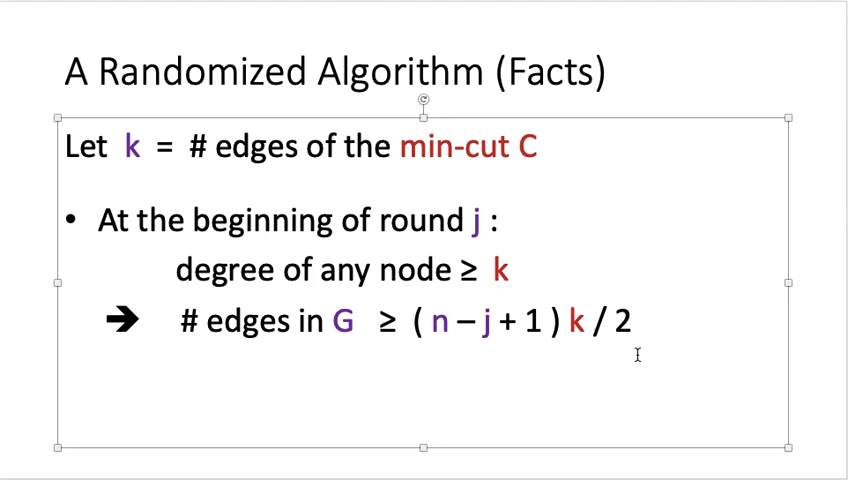 A Randomized Algorithm (Facts)
Let k = # edges of the min-cut C
• At the beginning of round j :
degree of any node ≥ k
➔ # edges in G ≥ ( n – j + 1 ) k / 2